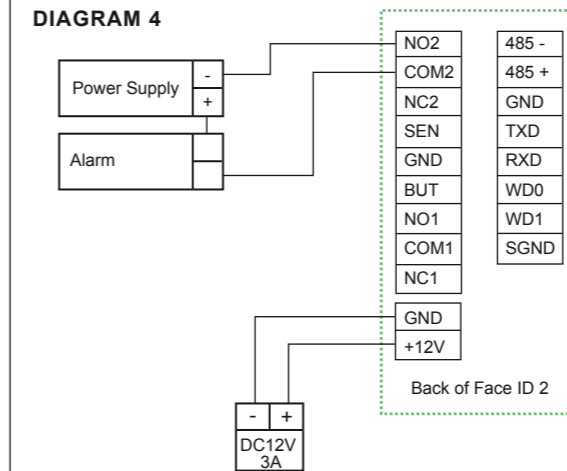 DIAGRAM 4
Power Supply
-
+
Alarm
NO2
COM2
NC2
SEN
GND
BUT
NO1
COM1
NC1
GND
+12V
485 -
485 +
GND
TXD
RXD
WD0
WD1
SGND
Back of Face ID 2
- +
DC12V
3A